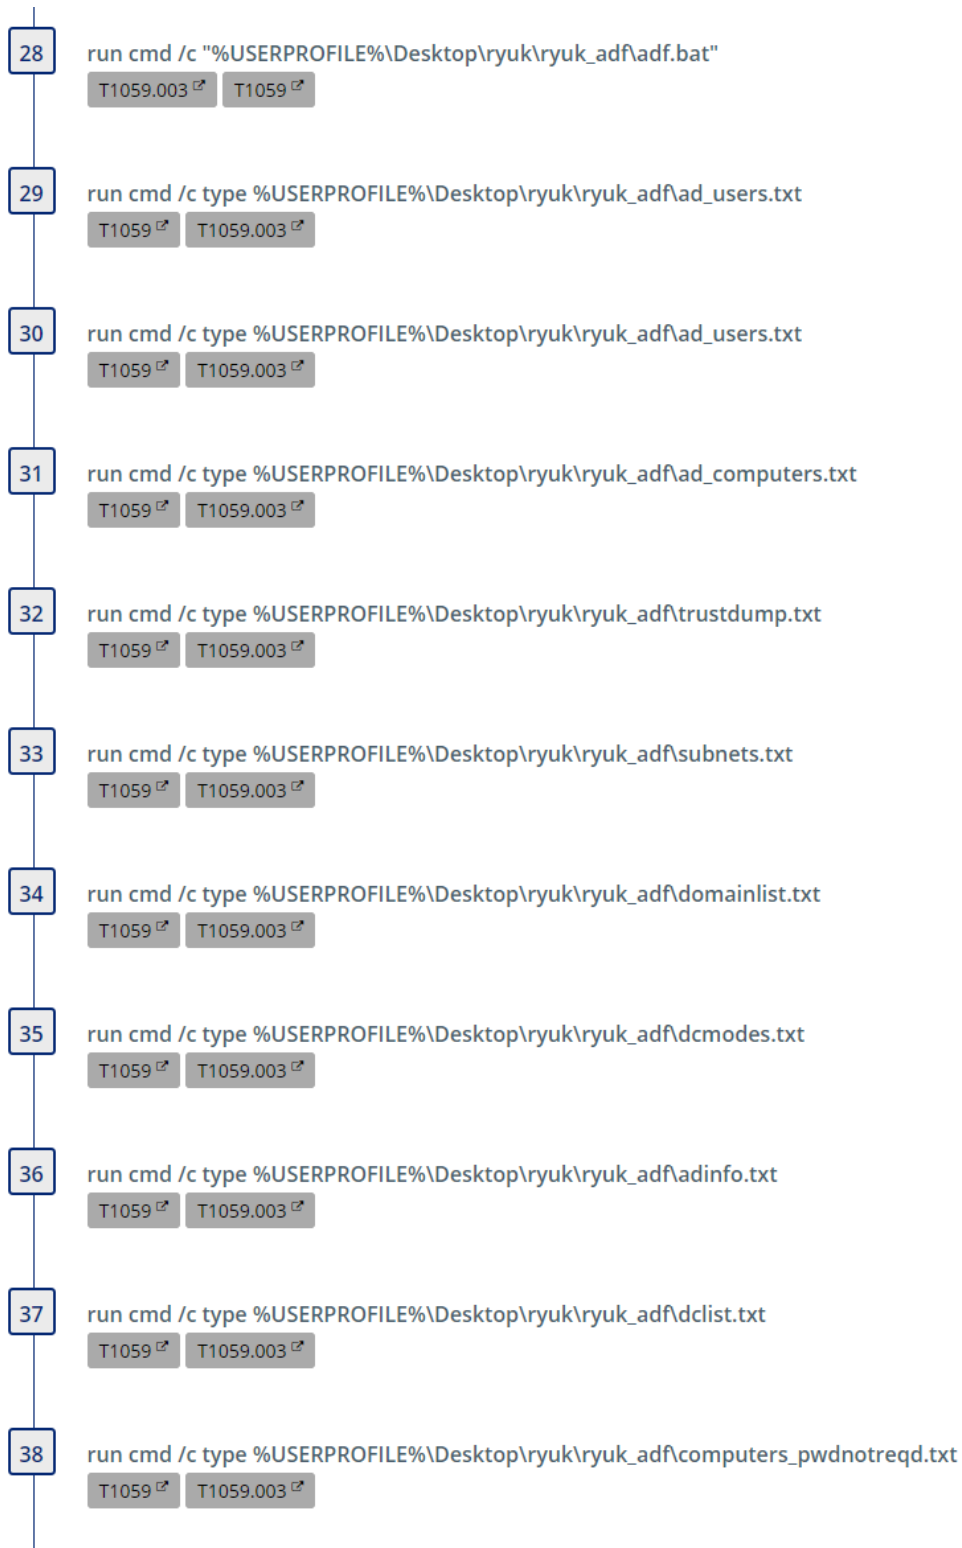 28
run cmd /c "%USERPROFILE%\Desktop\ryuk\ryuk_adf\adf.bat"
T1059.003 T1059
29
run cmd /c type %USERPROFILE%\Desktop\ryuk\ryuk_adf\ad_users.txt
T1059 T1059.003
30
run cmd /c type %USERPROFILE%\Desktop\ryuk\ryuk_adf\ad_users.txt
T1059 T1059.003
31
run cmd /c type %USERPROFILE%\Desktop\ryuk\ryuk_adf\ad_computers.txt
T1059 T1059.003
32
run cmd /c type %USERPROFILE%\Desktop\ryuk\ryuk_adf\trustdump.txt
T1059 T1059.003
33
run cmd /c type %USERPROFILE%\Desktop\ryuk\ryuk_adf\subnets.txt
T1059 T1059.003
34
run cmd /c type %USERPROFILE%\Desktop\ryuk\ryuk_adf\domainlist.txt
T1059 T1059.003
35
run cmd /c type %USERPROFILE%\Desktop\ryuk\ryuk_adf\dcmodes.txt
T1059 T1059.003
36
run cmd /c type %USERPROFILE%\Desktop\ryuk\ryuk_adf\adinfo.txt
T1059 T1059.003
37
run cmd /c type %USERPROFILE%\Desktop\ryuk\ryuk_adf\dclist.txt
T1059 T1059.003
38
run cmd /c type %USERPROFILE%\Desktop\ryuk\ryuk_adf\computers_pwdnotreqd.txt
T1059 T1059.003